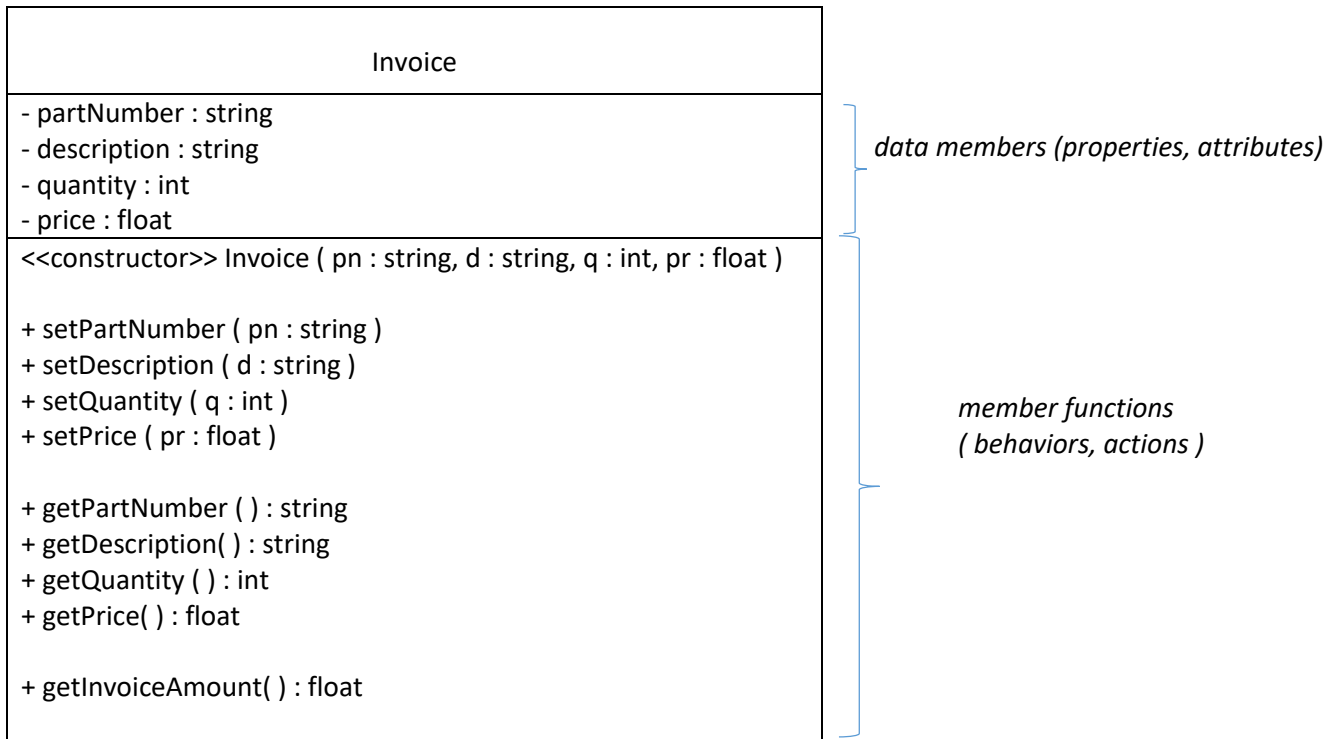 Invoice
- partNumber : string
- description : string
- quantity : int
- price : float
data members (properties, attributes)
<<constructor>> Invoice ( pn : string, d : string, q : int, pr : float )
+ setPartNumber ( pn : string )
+ setDescription ( d : string )
+ setQuantity ( q : int )
+ setPrice ( pr : float )
+ getPartNumber ( ) : string
+ getDescription( ) : string
+ getQuantity ( ) : int
+ getPrice( ) : float
+ getInvoiceAmount( ) : float
member functions
( behaviors, actions )